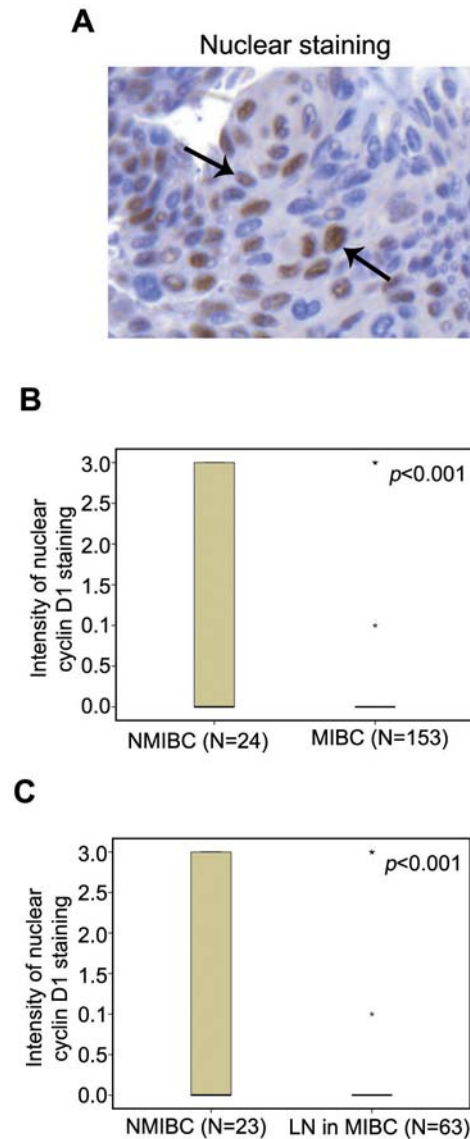 A
Nuclear staining
B
Intensity of nuclear
cyclin D1 staining
3.0
2.5
2.0
1.5
0.1
0.5
0.0
p<0.001
*
*
NMIBC (N=24)
MIBC (N=153)
C
Intensity of nuclear
cyclin D1 staining
3.0
2.5
2.0
1.5
0.1
0.5
0.0
p<0.001
*
*
NMIBC (N=23)
LN in MIBC (N=63)